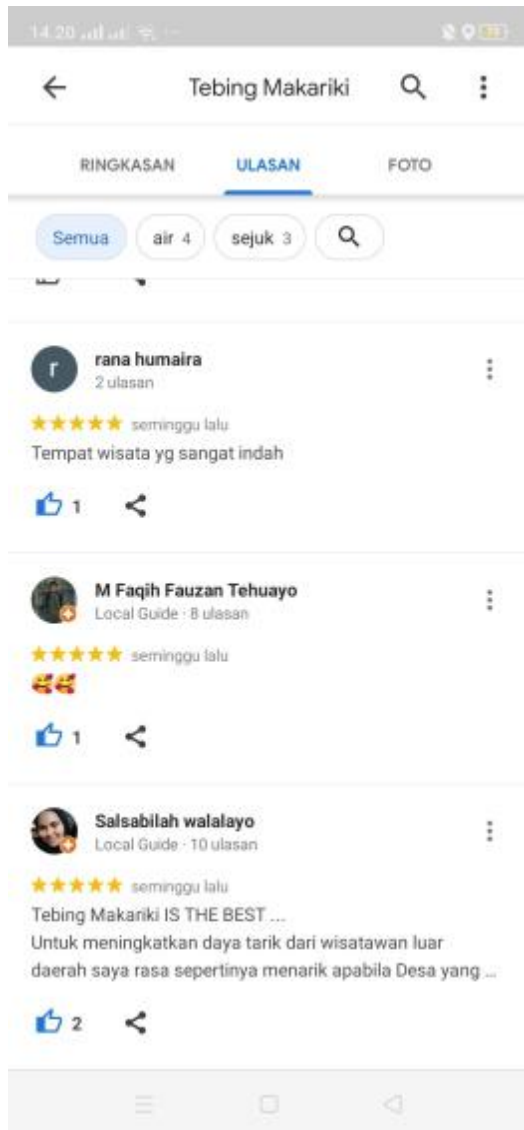 14.20
Tebing Makariki
RINGKASAN ULASAN FOTO
Semua air 4 sejuk 3
r rana humaira
2 ulasan
seminggu lalu
Tempat wisata yg sangat indah
1
M Faqih Fauzan Tehuayo
Local Guide · 8 ulasan
seminggu lalu
🥰🥰
1
Salsabilah walalayo
Local Guide · 10 ulasan
seminggu lalu
Tebing Makariki IS THE BEST ...
Untuk meningkatkan daya tarik dari wisatawan luar
daerah saya rasa sepertinya menarik apabila Desa yang ...
2